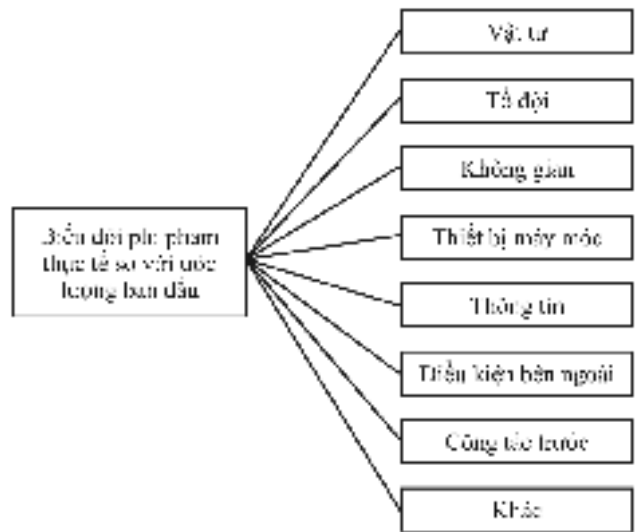 Vật tư
Tổ đội
Không gian
Biến đổi phí phạm
thực tế so với ước
lượng ban đầu
Thiết bị máy móc
Thông tin
Điều kiện bên ngoài
Công tác trước
Khác